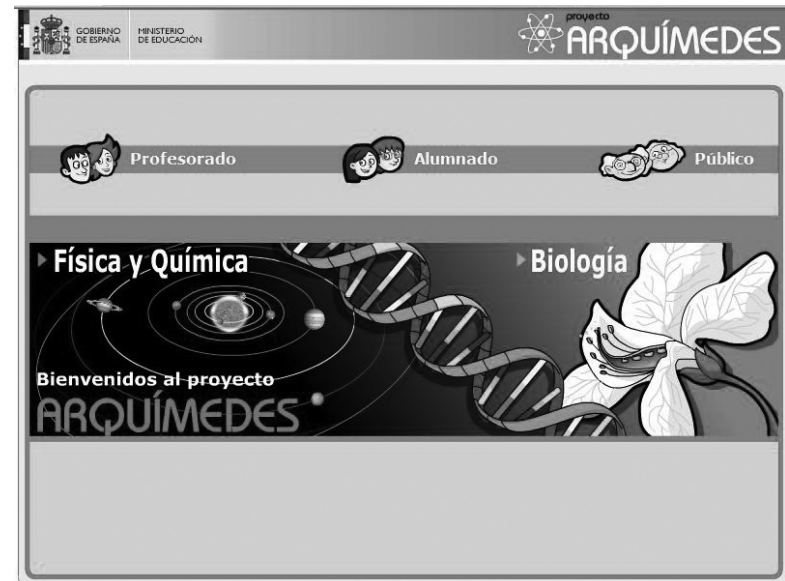 GOBIERNO
DE ESPAÑA
MINISTERIO
DE EDUCACIÓN
proyecto
ARQUÍMEDES
Profesorado
Alumnado
Público
Física y Química
Biología
Bienvenidos al proyecto
ARQUÍMEDES